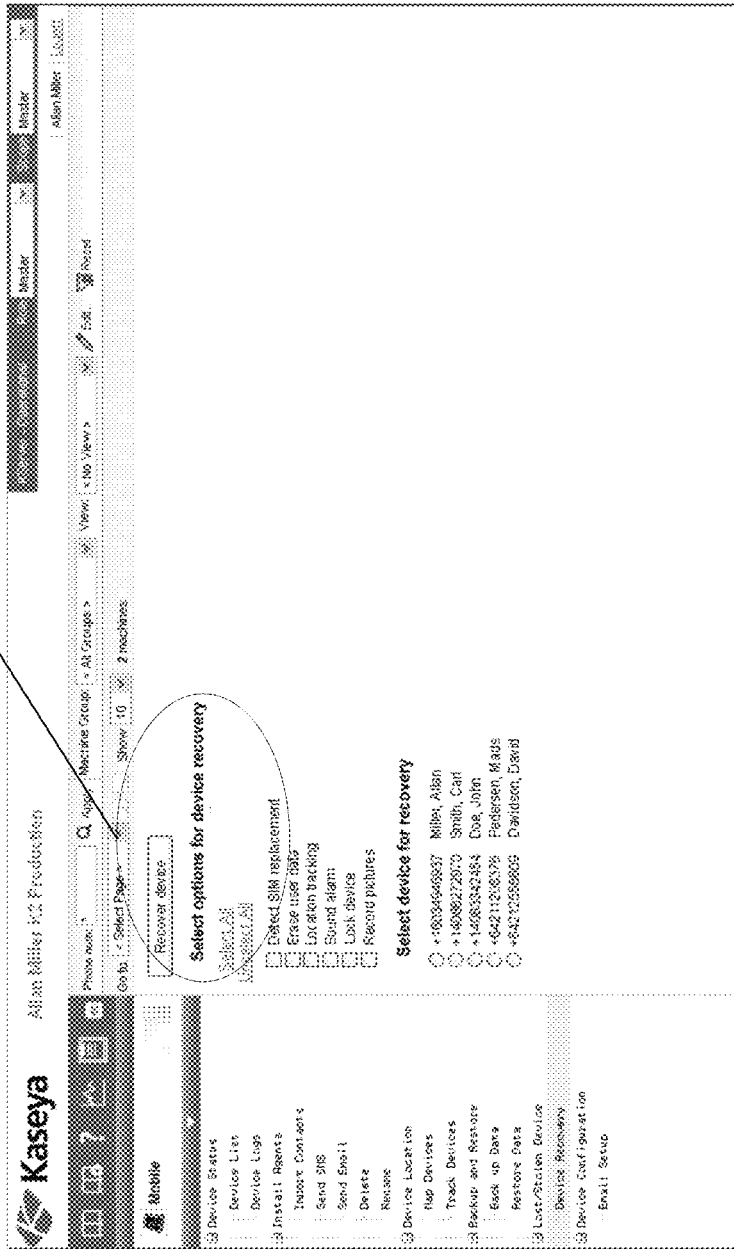 Kaseya
Allan Miller K2 Production
Master
Master
Allan Miller
Logoff
Phone num:
Apply
Machine Group:
< All Groups >
View:
< No View >
Edit...
Reset
Go to:
< Select Page >
Show
10
2 machines
Mobile
Device Status
Device List
Device Logs
Install Agents
Import Contacts
Send SMS
Send Email
Delete
Rename
Device Location
Map Devices
Track Devices
Backup and Restore
Back up Data
Restore Data
Lost/Stolen Device
Device Recovery
Device Configuration
Email Setup
Recover device
Select options for device recovery
Select All
Unselect All
Detect SIM replacement
Erase user data
Location tracking
Sound alarm
Lock device
Record pictures
Select device for recovery
Miller, Allan
Smith, Carl
Doe, John
Pedersen, Mads
Davidson, David